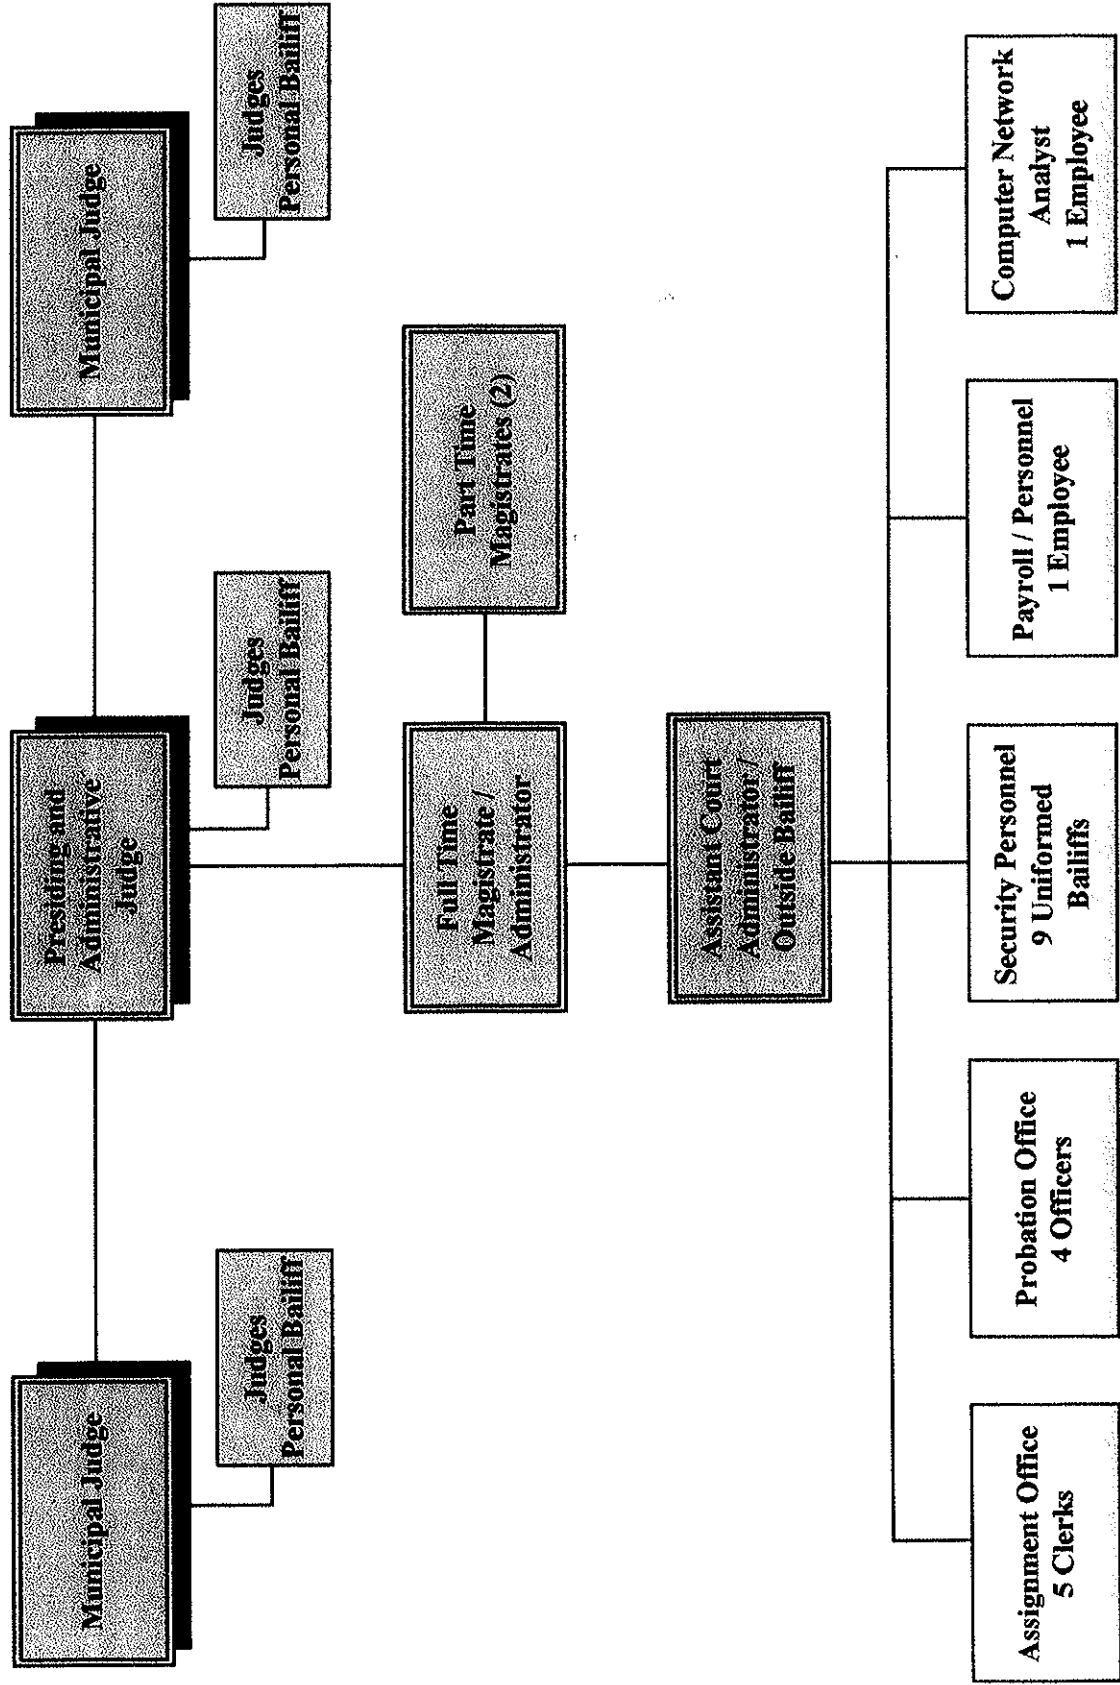 Municipal Judge
Presiding and
Administrative
Judge
Municipal Judge
Judges
Personal Bailiff
Judges
Personal Bailiff
Judges
Personal Bailiff
Full Time
Magistrate /
Administrator
Part Time
Magistrates (2)
Assistant Court
Administrator /
Outside Bailiff
Assignment Office
5 Clerks
Probation Office
4 Officers
Security Personnel
9 Uniformed
Bailiffs
Payroll / Personnel
1 Employee
Computer Network
Analyst
1 Employee